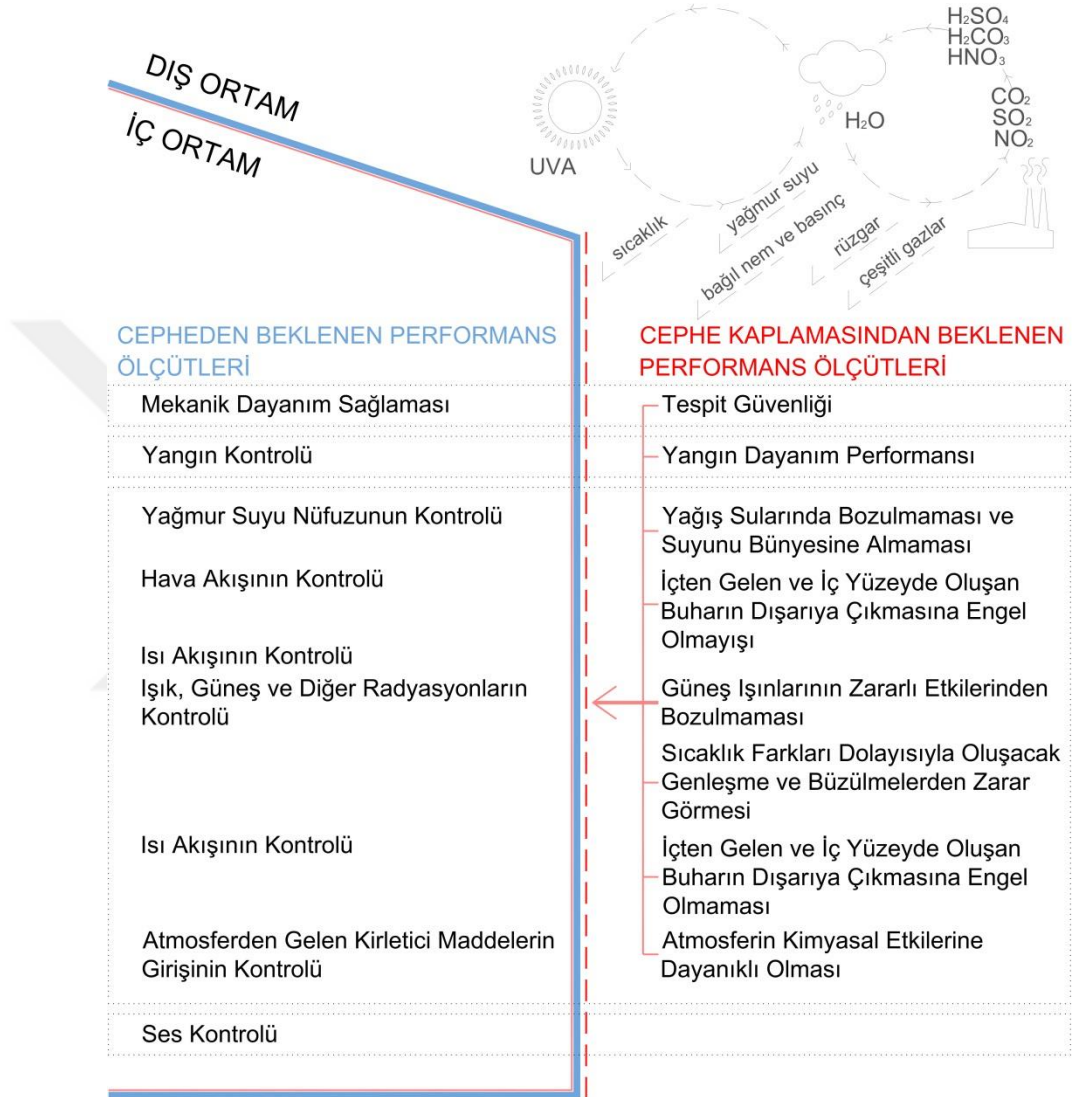 DIŞ ORTAM
İÇ ORTAM
H₂SO₄
H₂CO₃
HNO₃
CO₂
SO₂
NO₂
H₂O
UVA
sıcaklık
yağmur suyu
bağıl nem ve basınç
rüzgar
çeşitli gazlar
CEPHEDEN BEKLENEN PERFORMANS
ÖLÇÜTLERİ
Mekanik Dayanım Sağlaması
Yangın Kontrolü
Yağmur Suyu Nüfuzunun Kontrolü
Hava Akışının Kontrolü
Isı Akışının Kontrolü
Işık, Güneş ve Diğer Radyasyonların
Kontrolü
Isı Akışının Kontrolü
Atmosferden Gelen Kirletici Maddelerin
Girişinin Kontrolü
Ses Kontrolü
CEPHE KAPLAMASINDAN BEKLENEN
PERFORMANS ÖLÇÜTLERİ
Tespit Güvenliği
Yangın Dayanım Performansı
Yağış Sularında Bozulmaması ve
Suyunu Bünyesine Almaması
İçten Gelen ve İç Yüzeyde Oluşan
Buharın Dışarıya Çıkmasına Engel
Olmayışı
Güneş Işınlarının Zararlı Etkilerinden
Bozulmaması
Sıcaklık Farkları Dolayısıyla Oluşacak
Genleşme ve Büzülmelerden Zarar
Görmesi
İçten Gelen ve İç Yüzeyde Oluşan
Buharın Dışarıya Çıkmasına Engel
Olmaması
Atmosferin Kimyasal Etkilerine
Dayanıklı Olması